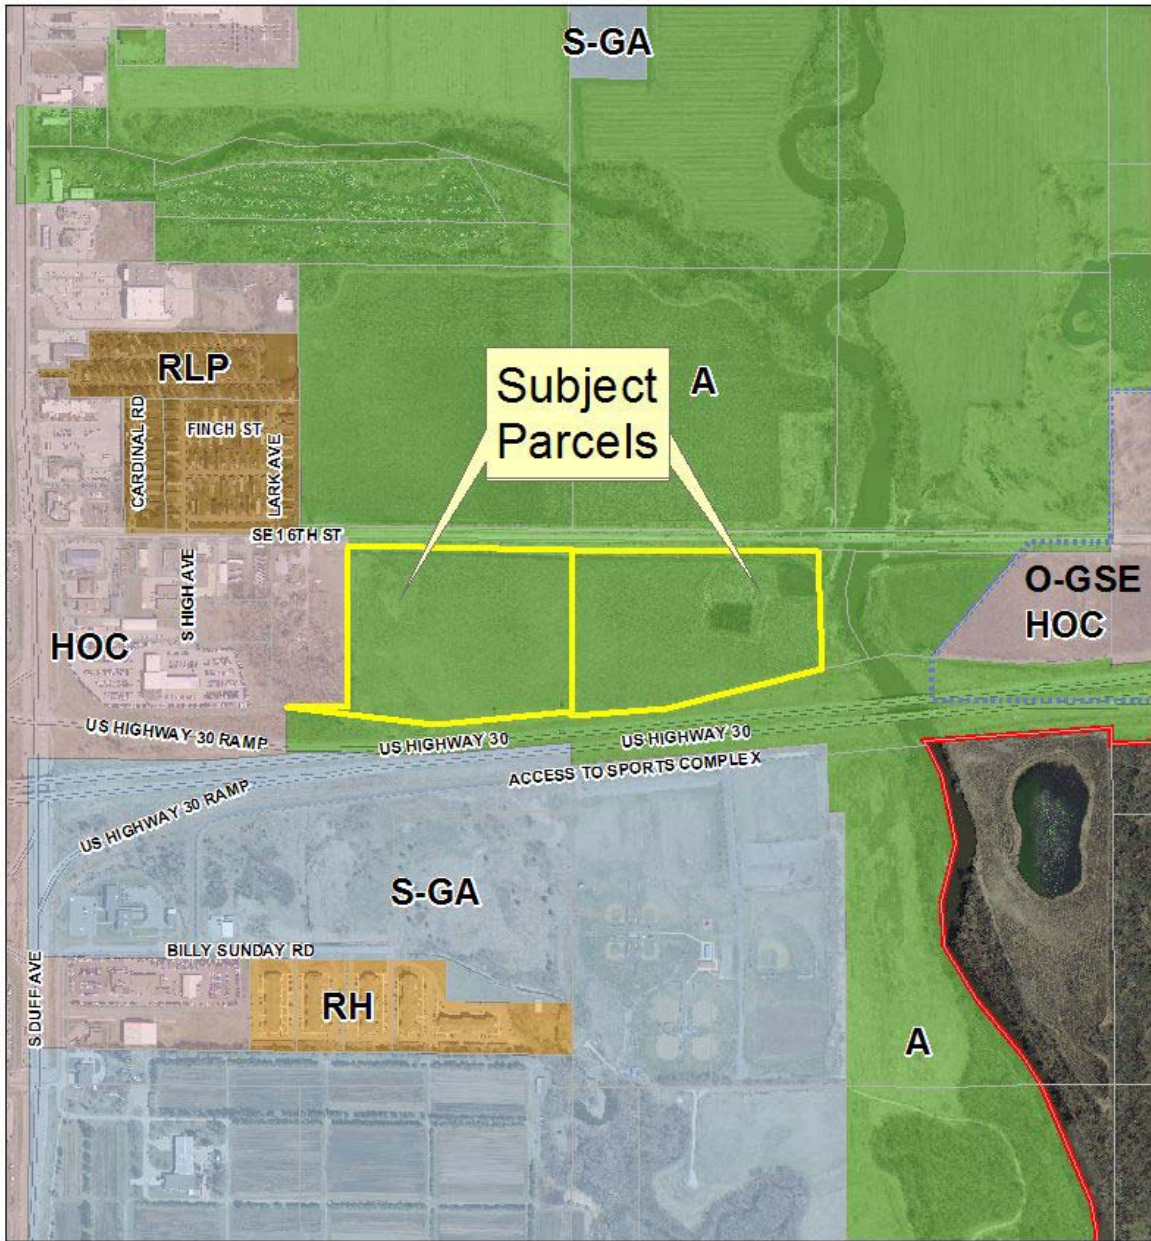 S-GA
RLP
CARDINAL RD
FINCH ST
LARK AVE
Subject
Parcels
A
SE 16TH ST
S HIGH AVE
HOC
O-GSE
HOC
US HIGHWAY 30 RAMP
US HIGHWAY 30
US HIGHWAY 30
ACCESS TO SPORTS COMPLEX
US HIGHWAY 30 RAMP
S-GA
BILLY SUNDAY RD
S DUFF AVE
RH
A